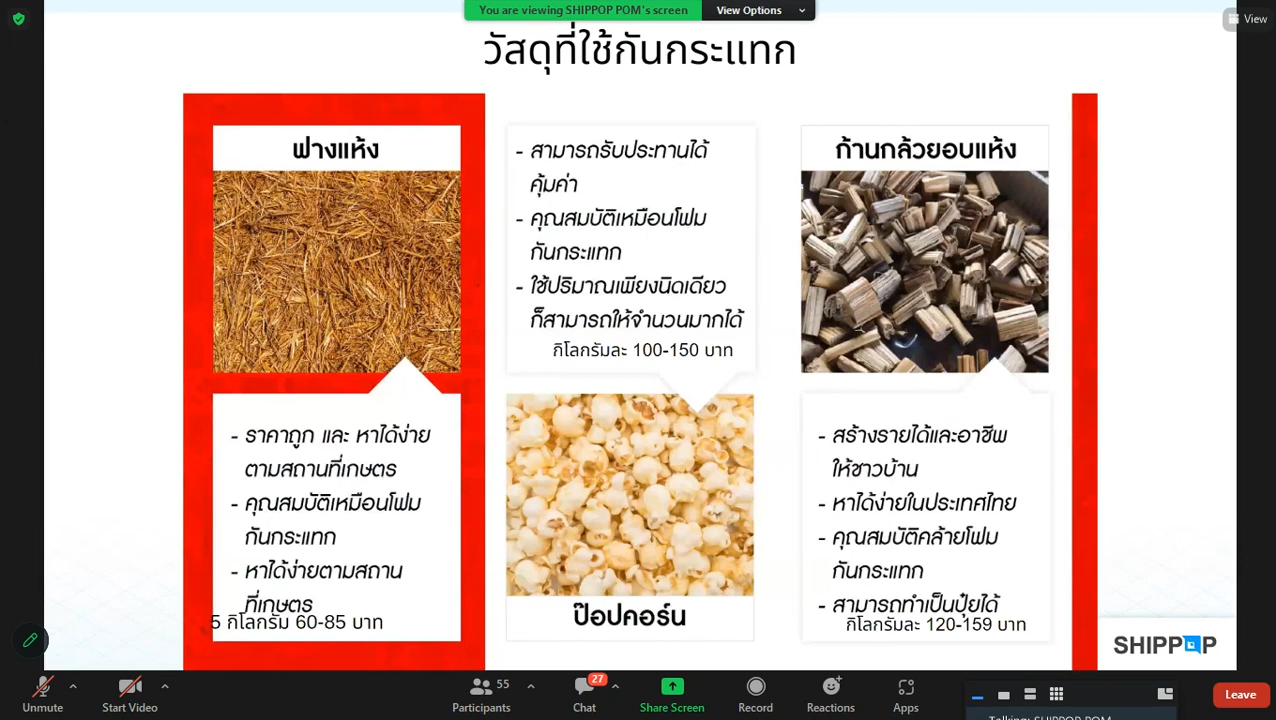 You are viewing SHIPPOP POM's screen
View Options
View
วัสดุที่ใช้กันกระแทก
ฟางแห้ง
- ราคาถูก และ หาได้ง่าย
ตามสถานที่เกษตร
- คุณสมบัติเหมือนโฟม
กันกระแทก
- หาได้ง่ายตามสถาน
ที่เกษตร
5 กิโลกรัม 60-85 บาท
- สามารถรับประทานได้
คุ้มค่า
- คุณสมบัติเหมือนโฟม
กันกระแทก
- ใช้ปริมาณเพียงนิดเดียว
ก็สามารถให้จำนวนมากได้
กิโลกรัมละ 100-150 บาท
ป๊อปคอร์น
ก้านกล้วยอบแห้ง
- สร้างรายได้และอาชีพ
ให้ชาวบ้าน
- หาได้ง่ายในประเทศไทย
- คุณสมบัติคล้ายโฟม
กันกระแทก
- สามารถทำเป็นปุ๋ยได้
กิโลกรัมละ 120-159 บาท
SHIPPOP
Unmute
Start Video
55
Participants
27
Chat
Share Screen
Record
Reactions
Apps
Talking: SHIPPOP POM
Leave